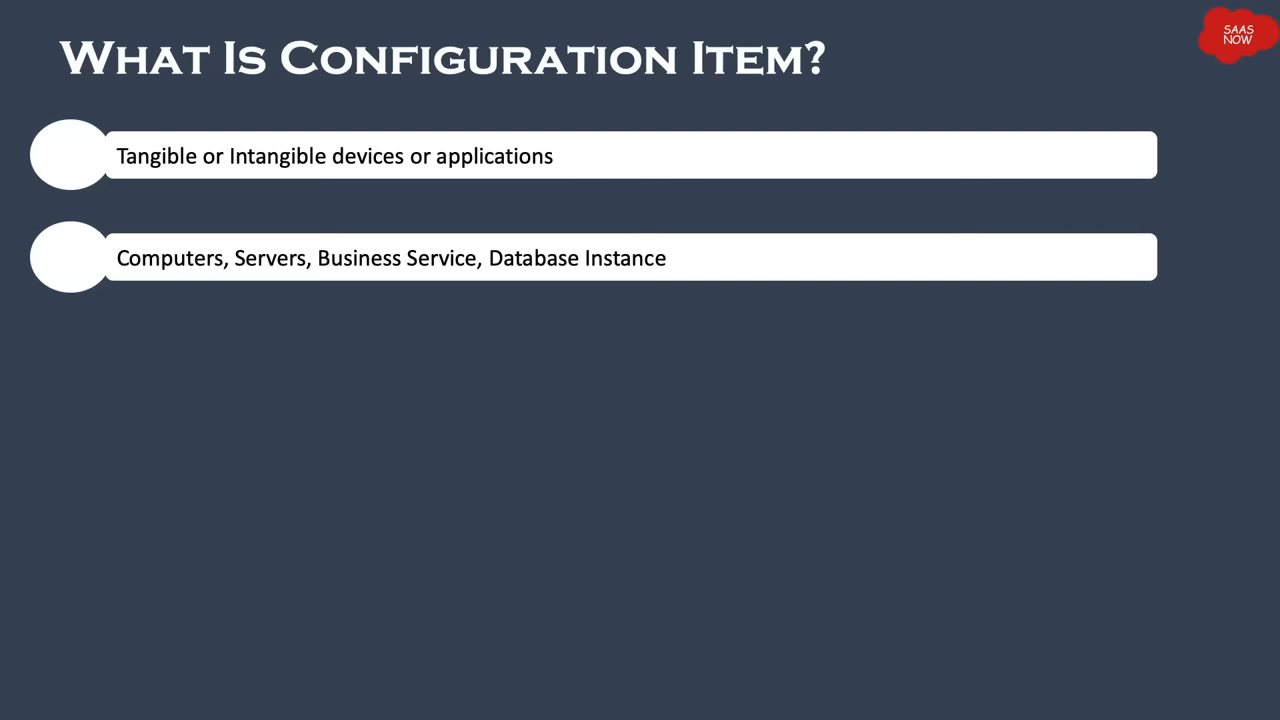 What Is Configuration Item?
SAAS
NOW
Tangible or Intangible devices or applications
Computers, Servers, Business Service, Database Instance